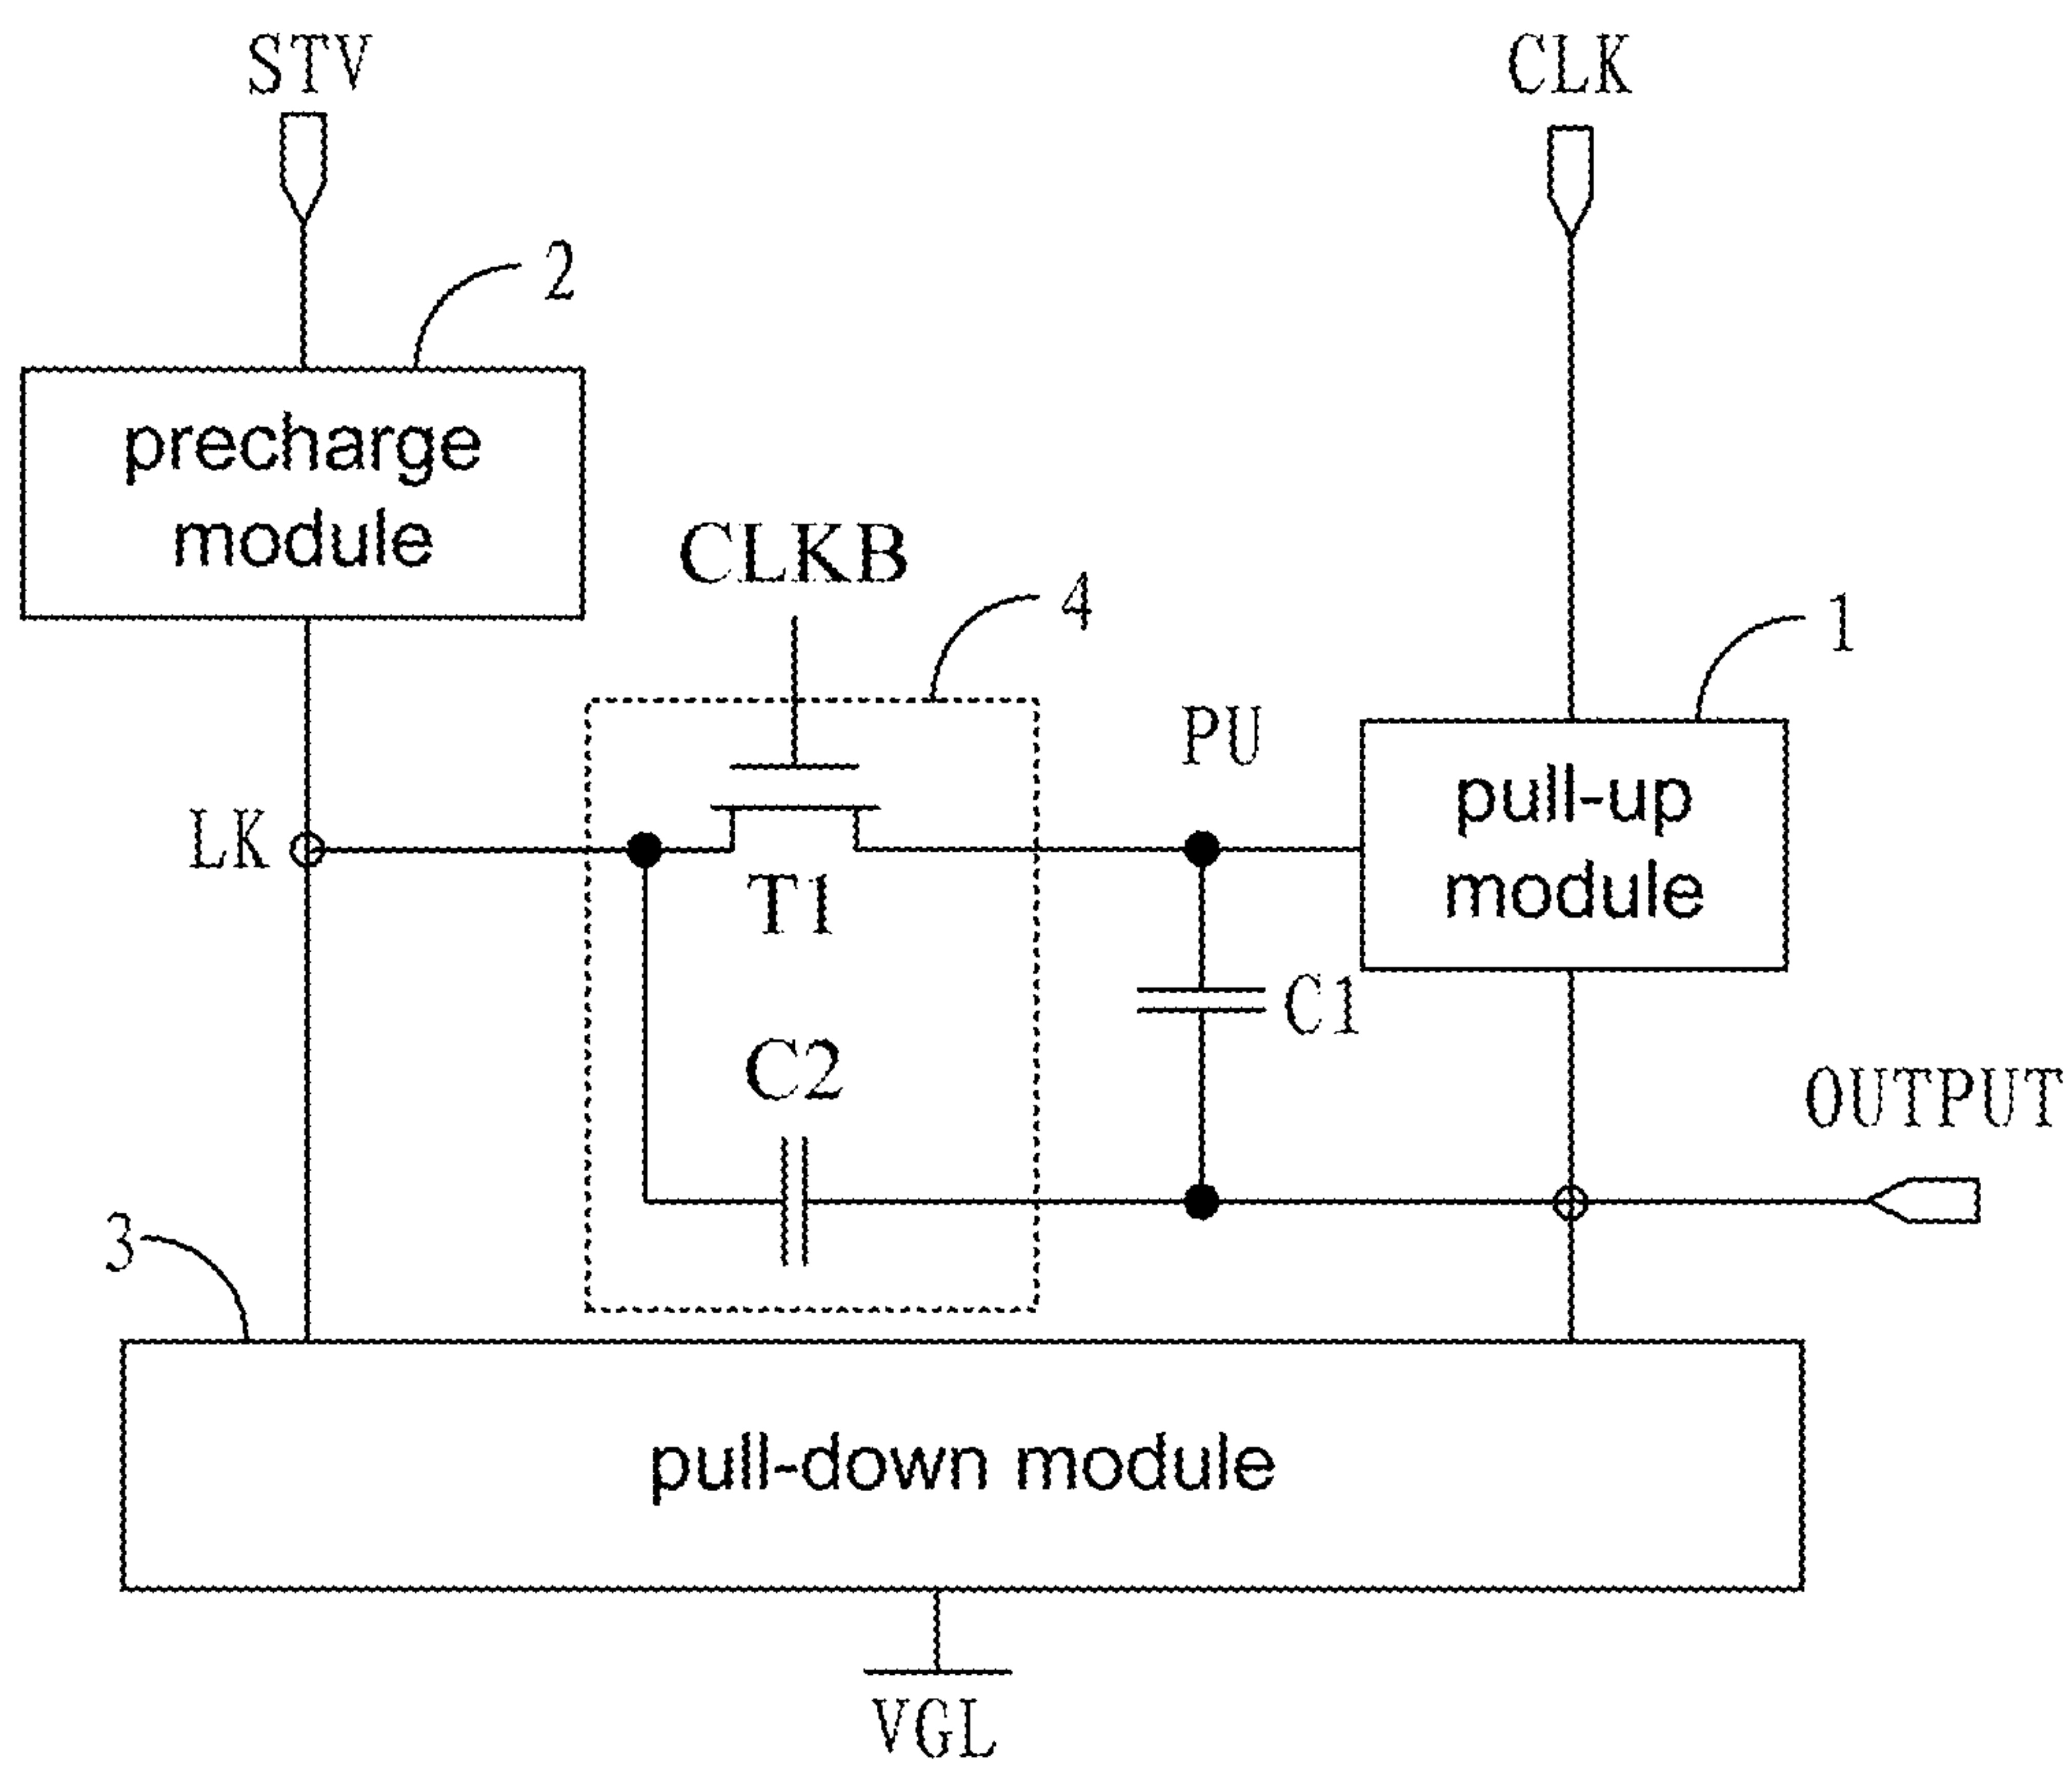 STV
CLK
2
precharge
module
CLKB
4
1
PU
pull-up
module
LK
T1
C1
C2
OUTPUT
3
pull-down module
VGL